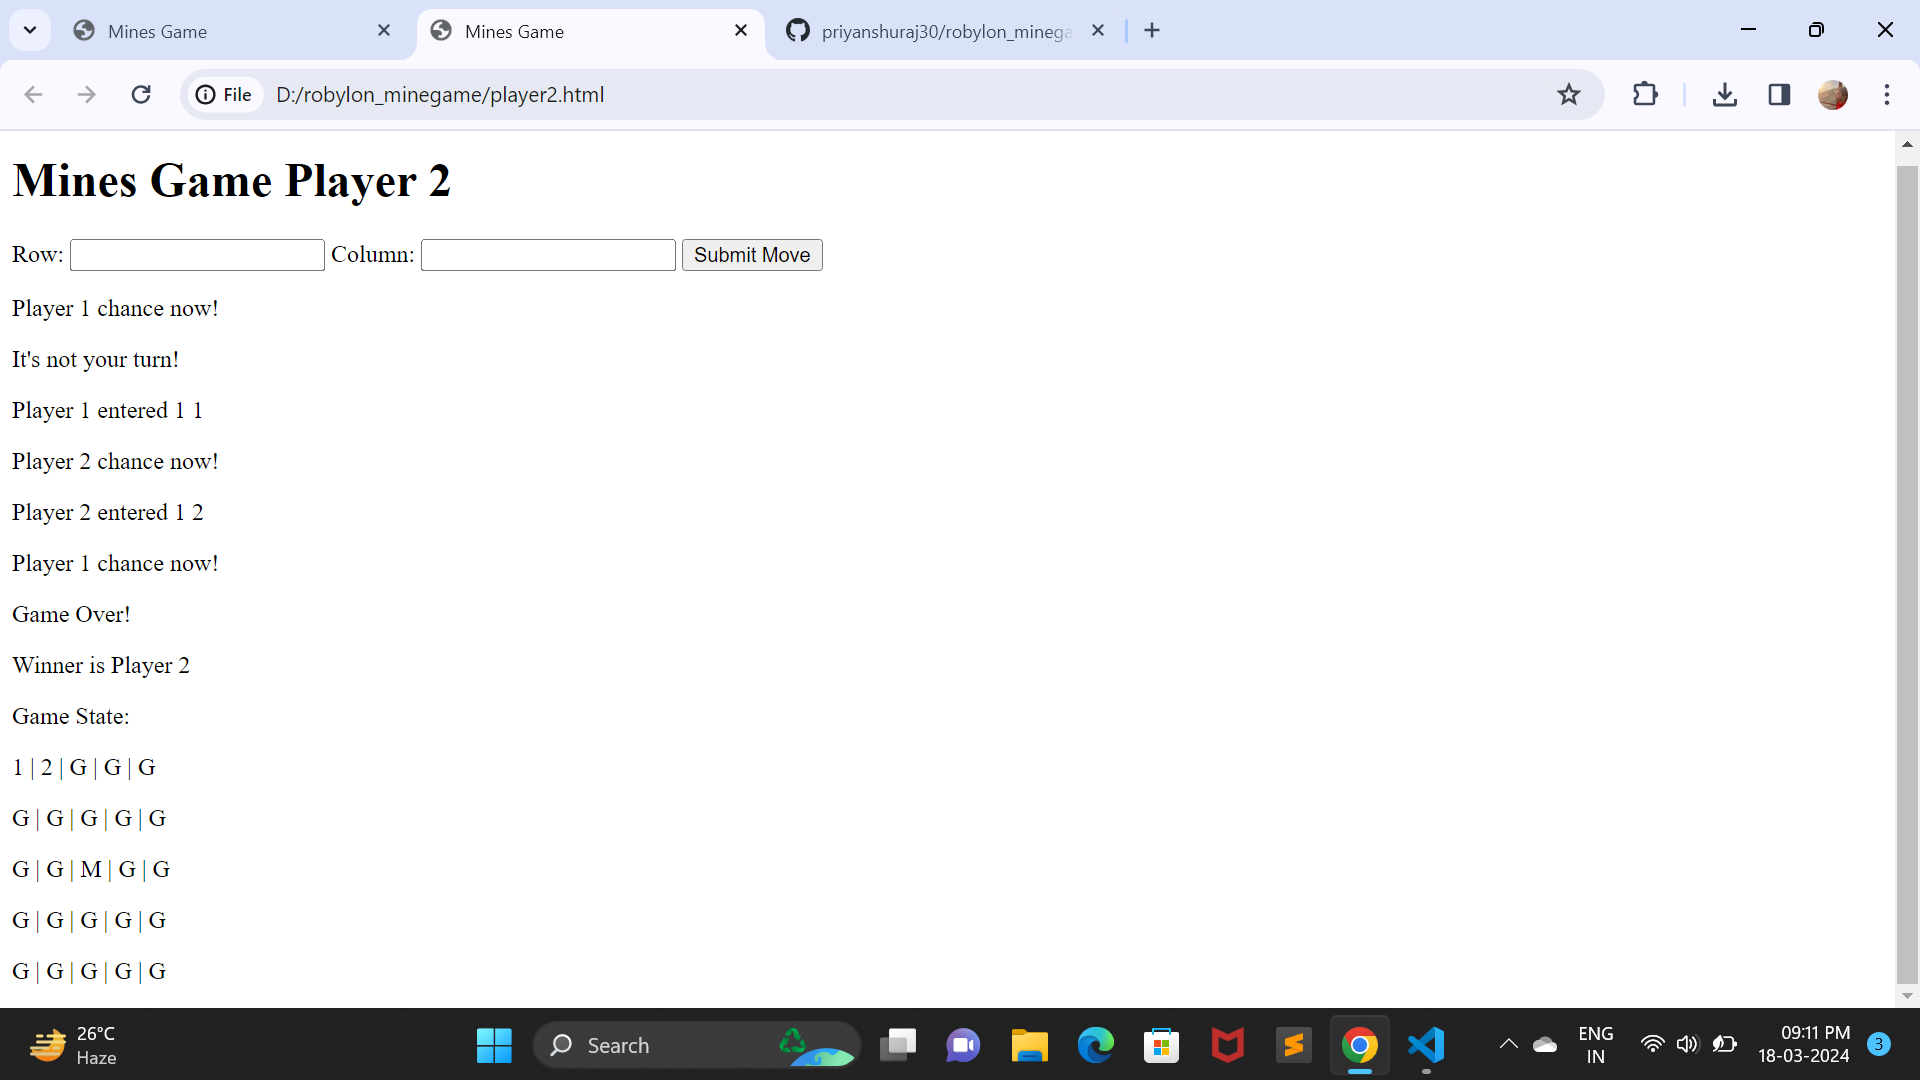 Mines Game
Mines Game
priyanshuraj30/robylon_minega
File
D:/robylon_minegame/player2.html
Mines Game Player 2
Row: Column: Submit Move
Player 1 chance now!
It's not your turn!
Player 1 entered 1 1
Player 2 chance now!
Player 2 entered 1 2
Player 1 chance now!
Game Over!
Winner is Player 2
Game State:
1 | 2 | G | G | G
G | G | G | G | G
G | G | M | G | G
G | G | G | G | G
G | G | G | G | G
26°C
Haze
Search
ENG
IN
09:11 PM
18-03-2024
3